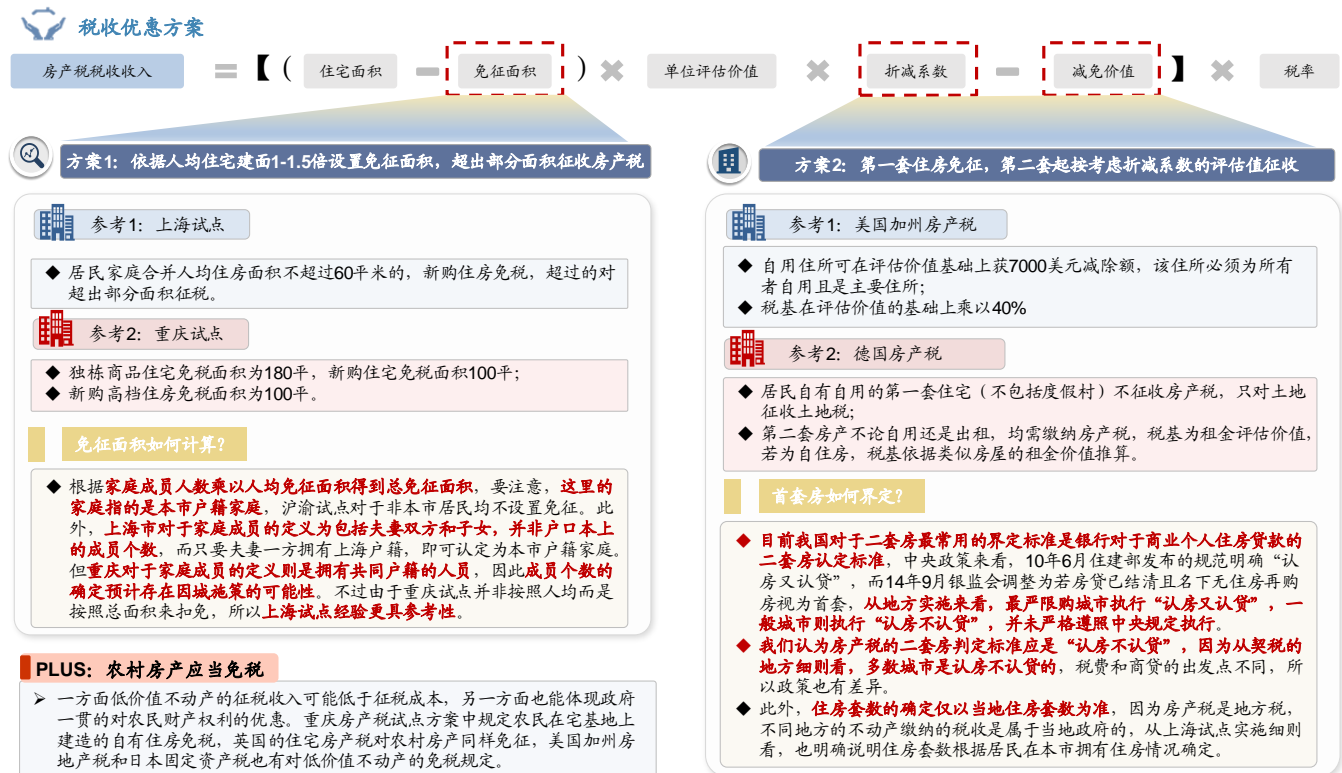 税收优惠方案
房产税税收收入 = 【 ( 住宅面积 — 免征面积 ) ✖ 单位评估价值 ✖ 折减系数 — 减免价值 】 ✖ 税率
方案1：依据人均住宅建面1-1.5倍设置免征面积，超出部分面积征收房产税
参考1：上海试点
◆ 居民家庭合并人均住房面积不超过60平米的，新购住房免税，超过的对
超出部分面积征税。
参考2：重庆试点
◆ 独栋商品住宅免税面积为180平，新购住宅免税面积100平；
◆ 新购高档住房免税面积为100平。
免征面积如何计算？
◆ 根据家庭成员人数乘以人均免征面积得到总免征面积，要注意，这里的
家庭指的是本市户籍家庭，沪渝试点对于非本市居民均不设置免征。此
外，上海市对于家庭成员的定义为包括夫妻双方和子女，并非户口本上
的成员个数，而只要夫妻一方拥有上海户籍，即可认定为本市户籍家庭。
但重庆对于家庭成员的定义则是拥有共同户籍的人员，因此成员个数的
确定预计存在因城施策的可能性。不过由于重庆试点并非按照人均而是
按照总面积来扣免，所以上海试点经验更具参考性。
PLUS：农村房产应当免税
➢ 一方面低价值不动产的征税收入可能低于征税成本，另一方面也能体现政府
一贯的对农民财产权利的优惠。重庆房产税试点方案中规定农民在宅基地上
建造的自有住房免税，英国的住宅房产税对农村房产同样免征，美国加州房
地产税和日本固定资产税也有对低价值不动产的免税规定。
方案2：第一套住房免征，第二套起按考虑折减系数的评估值征收
参考1：美国加州房产税
◆ 自用住所可在评估价值基础上获7000美元减除额，该住所必须为所有
者自用且是主要住所；
◆ 税基在评估价值的基础上乘以40%
参考2：德国房产税
◆ 居民自有自用的第一套住宅（不包括度假村）不征收房产税，只对土地
征收土地税；
◆ 第二套房产不论自用还是出租，均需缴纳房产税，税基为租金评估价值，
若为自住房，税基依据类似房屋的租金价值推算。
首套房如何界定？
◆ 目前我国对于二套房最常用的界定标准是银行对于商业个人住房贷款的
二套房认定标准，中央政策来看，10年6月住建部发布的规范明确“认
房又认贷”，而14年9月银监会调整为若房贷已结清且名下无住房再购
房视为首套，从地方实施来看，最严限购城市执行“认房又认贷”，一
般城市则执行“认房不认贷”，并未严格遵照中央规定执行。
◆ 我们认为房产税的二套房判定标准应是“认房不认贷”，因为从契税的
地方细则看，多数城市是认房不认贷的，税费和商贷的出发点不同，所
以政策也有差异。
◆ 此外，住房套数的确定仅以当地住房套数为准，因为房产税是地方税，
不同地方的不动产缴纳的税收是属于当地政府的，从上海试点实施细则
看，也明确说明住房套数根据居民在本市拥有住房情况确定。